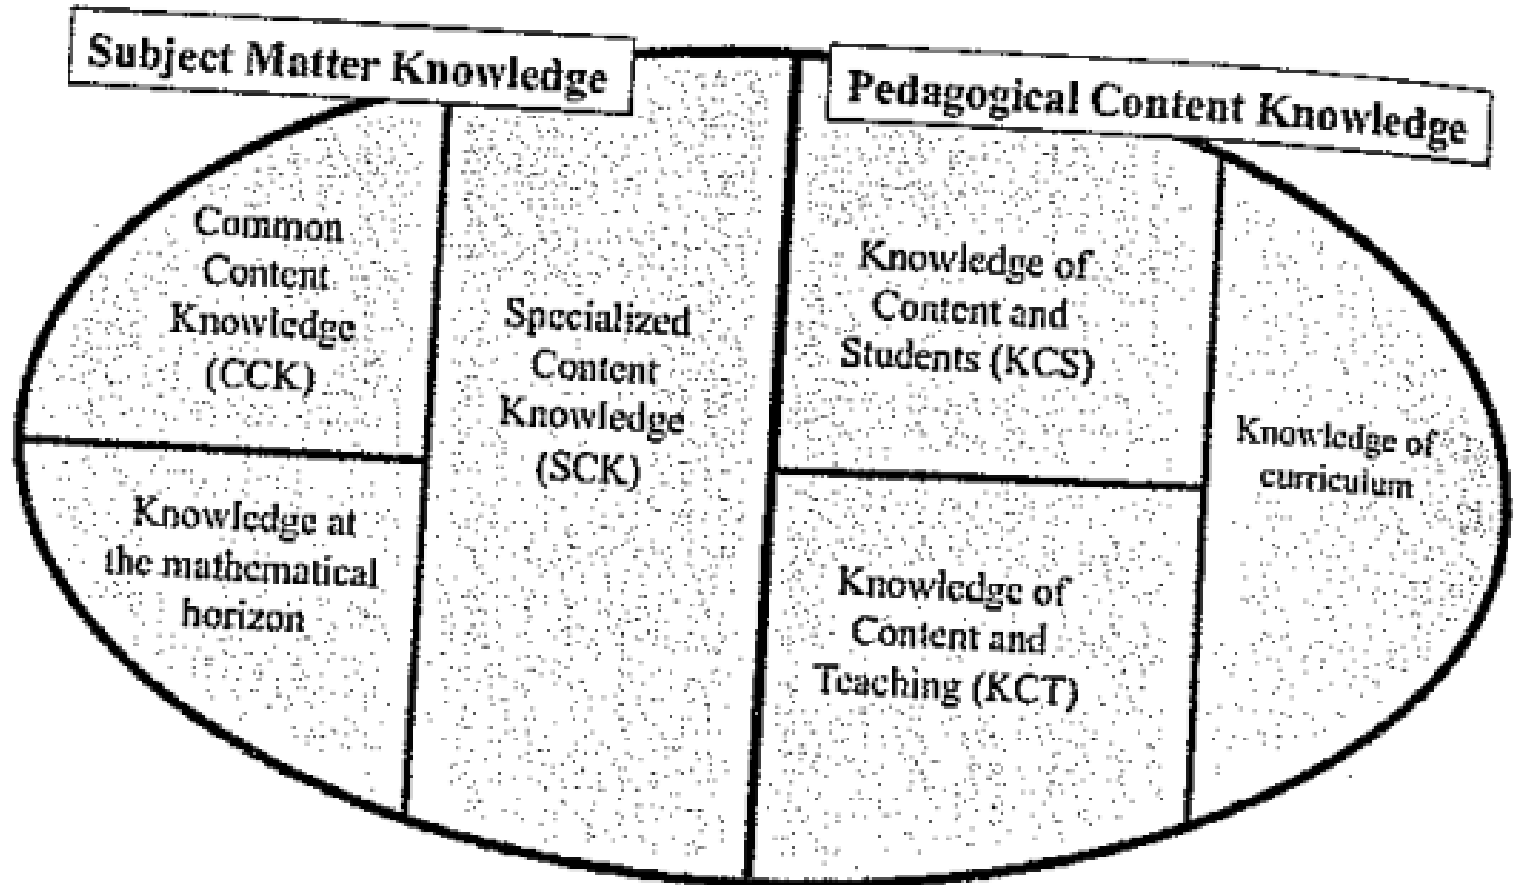 Subject Matter Knowledge
Pedagogical Content Knowledge
Common
Content
Knowledge
(CCK)
Knowledge at
the mathematical
horizon
Specialized
Content
Knowledge
(SCK)
Knowledge of
Content and
Students (KCS)
Knowledge of
Content and
Teaching (KCT)
Knowledge of
curriculum